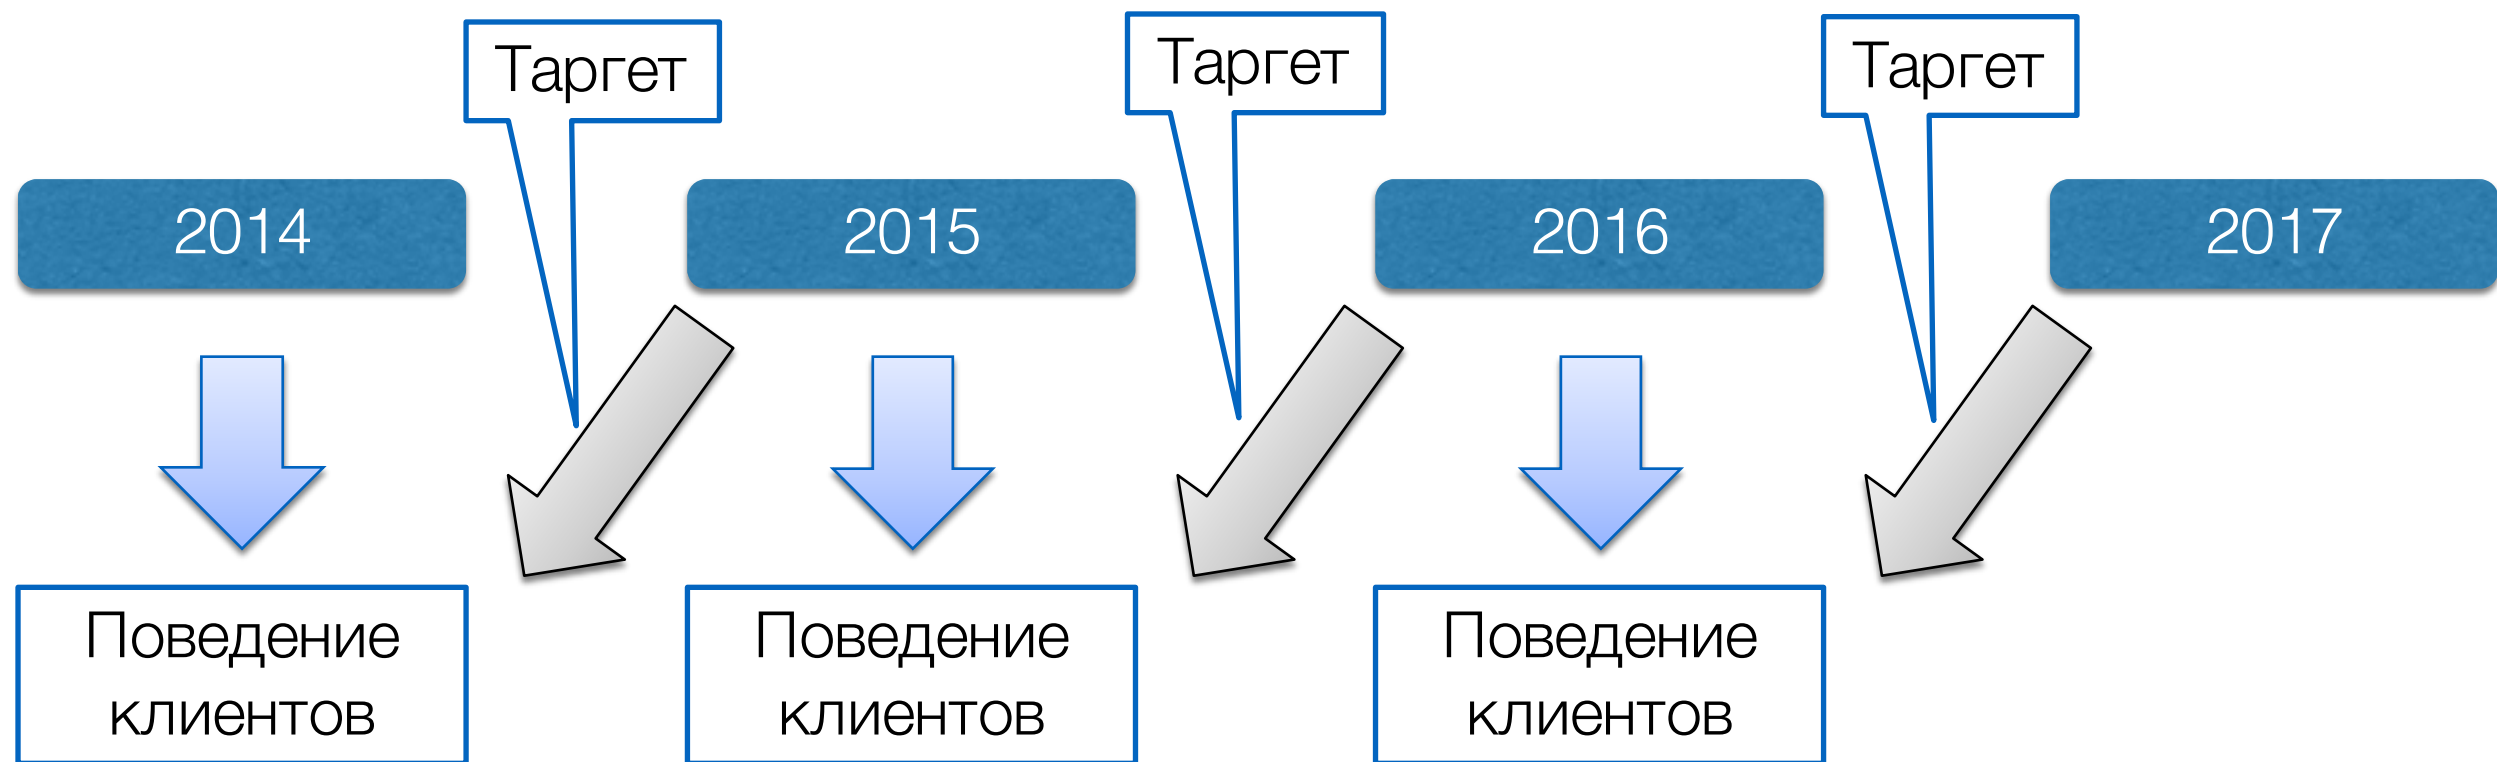 Таргет
Таргет
Таргет
2014
2015
2016
2017
Поведение
клиентов
Поведение
клиентов
Поведение
клиентов